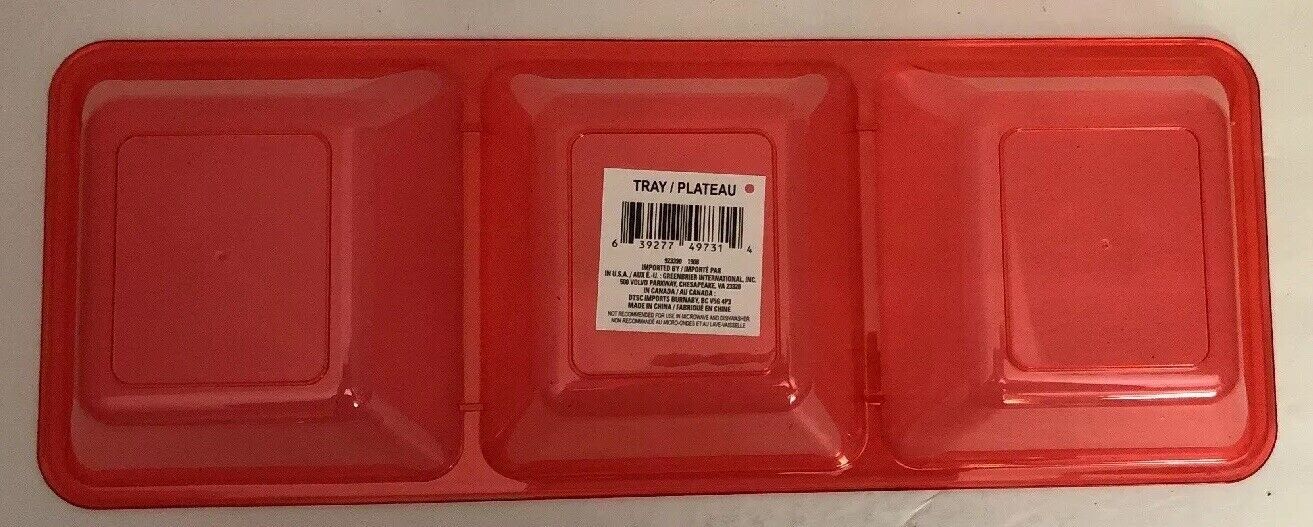 TRAY / PLATEAU
6 39277 49731 4
923390 1908
IMPORTED BY / IMPORTÉ PAR
IN U.S.A. / AUX É.-U. : GREENBRIER INTERNATIONAL, INC.
500 VOLVO PARKWAY, CHESAPEAKE, VA 23320
IN CANADA / AU CANADA :
DTSC IMPORTS BURNABY, BC V5G 4P3
MADE IN CHINA / FABRIQUÉ EN CHINE
NOT RECOMMENDED FOR USE IN MICROWAVE AND DISHWASHER
NON RECOMMANDÉ AU MICRO-ONDES ET AU LAVE-VAISSELLE